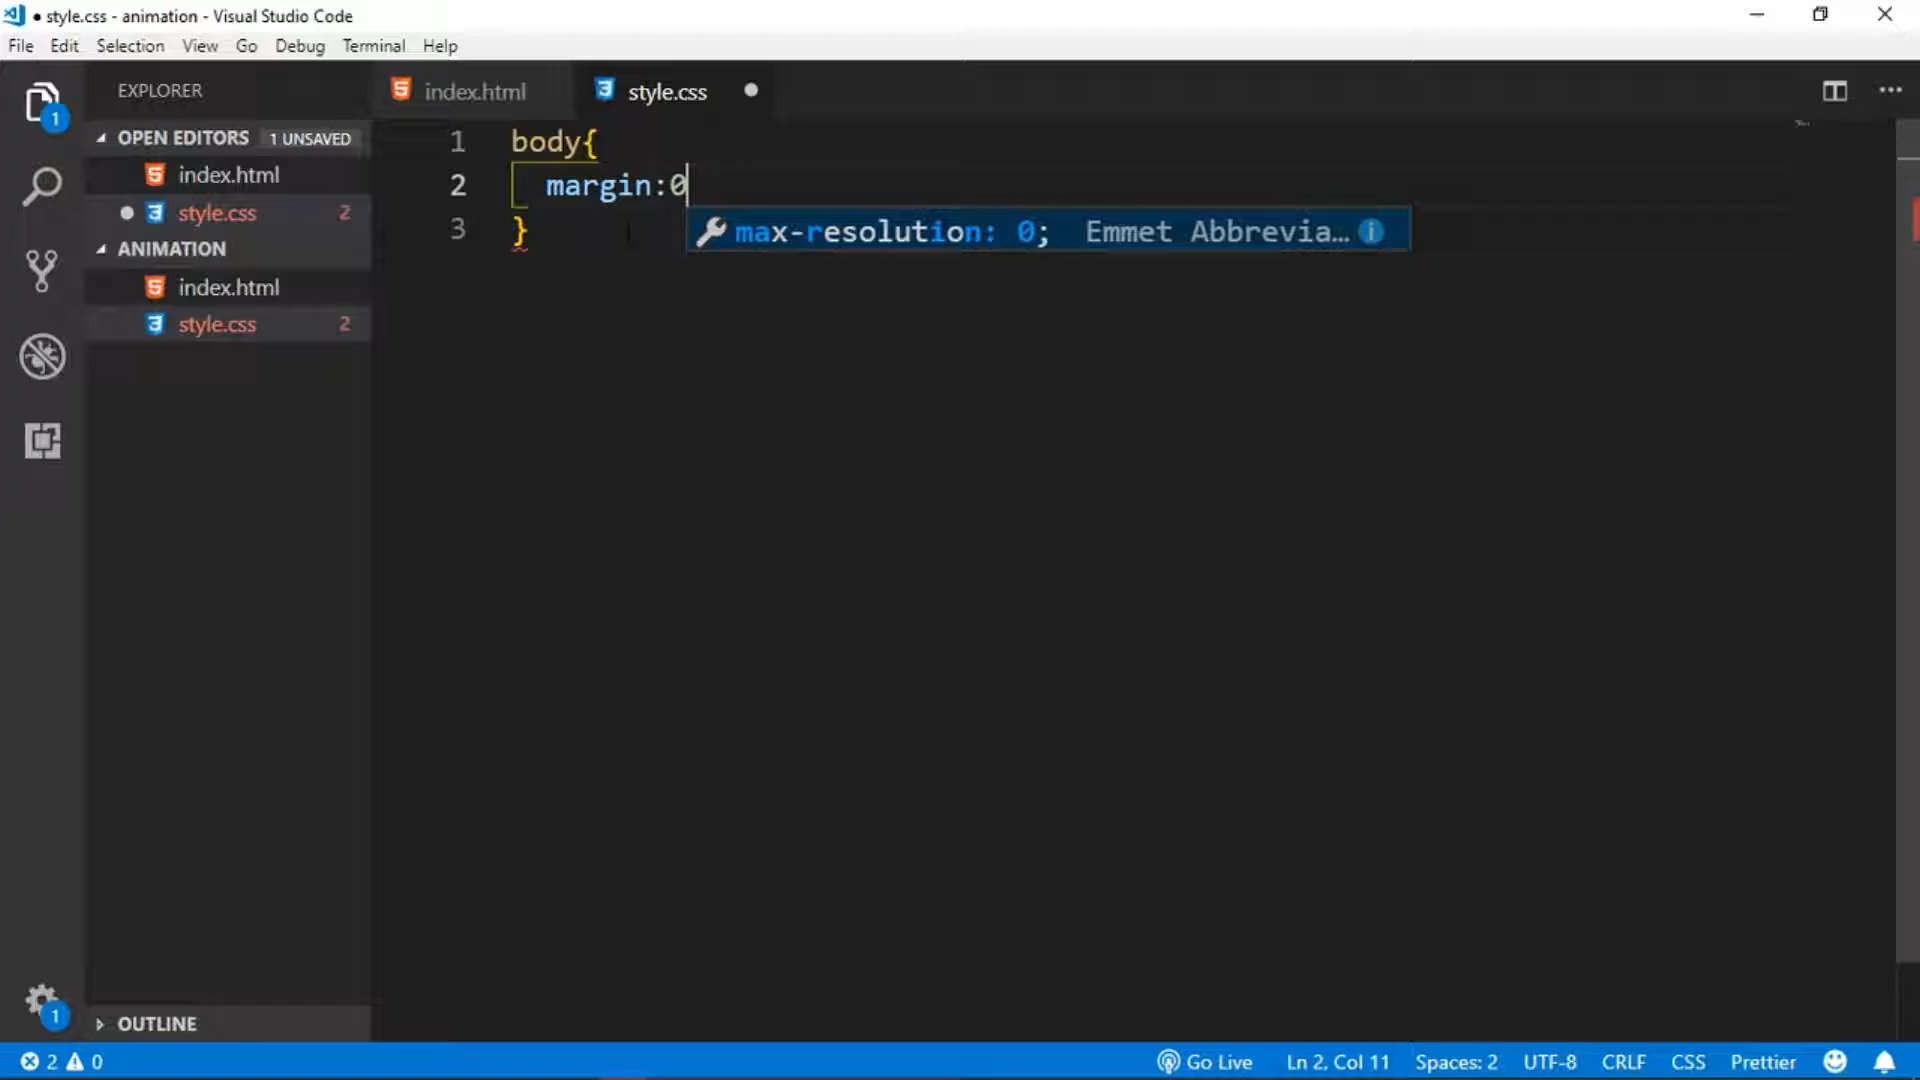 style.css - animation - Visual Studio Code
File Edit Selection View Go Debug Terminal Help
EXPLORER
OPEN EDITORS 1 UNSAVED
index.html
style.css 2
ANIMATION
index.html
style.css 2
OUTLINE
index.html style.css
1 body{
2 margin:0
3 }
max-resolution: 0; Emmet Abbrevia…
1
1
2 0 Go Live Ln 2, Col 11 Spaces: 2 UTF-8 CRLF CSS Prettier